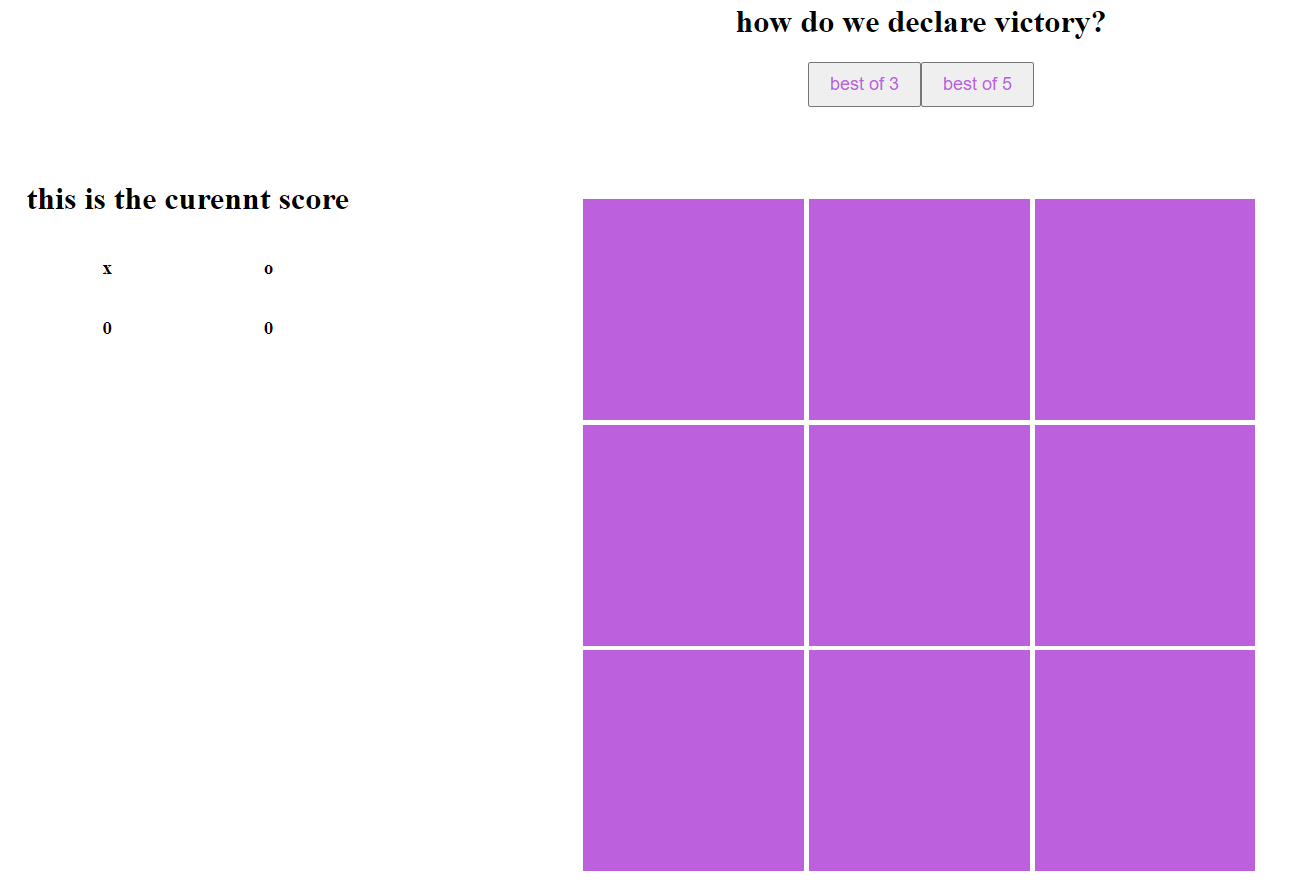 how do we declare victory?
best of 3 best of 5
this is the curennt score
x o
0 0